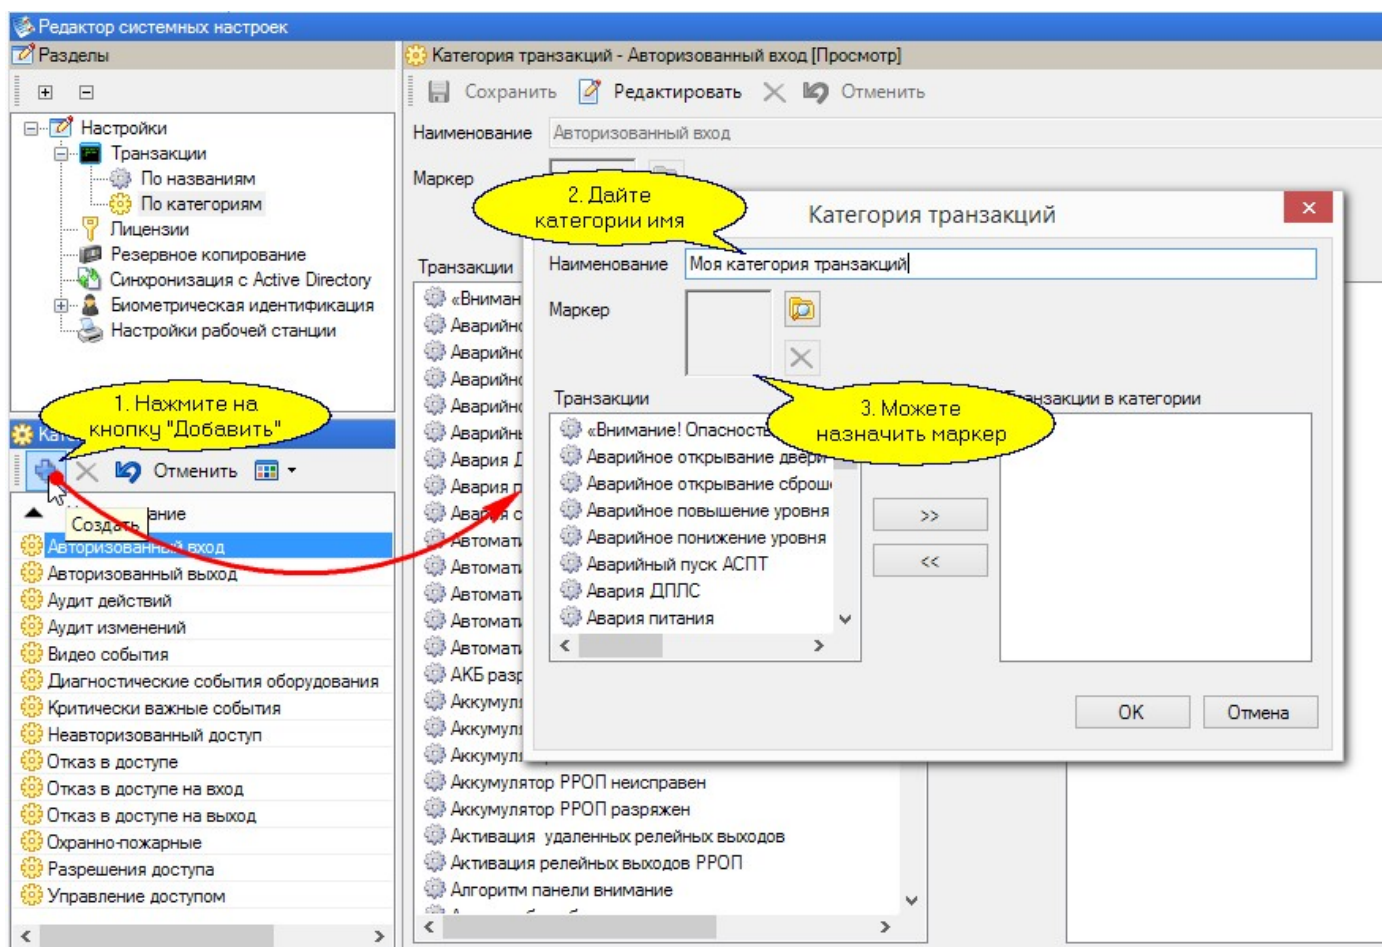 Редактор системных настроек
Разделы
Настройки
Транзакции
По названиям
По категориям
Лицензии
Резервное копирование
Синхронизация с Active Directory
Биометрическая идентификация
Настройки рабочей станции
1. Нажмите на
кнопку "Добавить"
Отменить
Создать
Авторизованный вход
Авторизованный выход
Аудит действий
Аудит изменений
Видео события
Диагностические события оборудования
Критически важные события
Неавторизованный доступ
Отказ в доступе
Отказ в доступе на вход
Отказ в доступе на выход
Охранно-пожарные
Разрешения доступа
Управление доступом
Категория транзакций - Авторизованный вход [Просмотр]
Сохранить Редактировать Отменить
Наименование Авторизованный вход
Маркер
Транзакции
Аккумулятор РРОП неисправен
Аккумулятор РРОП разряжен
Активация удаленных релейных выходов
Активация релейных выходов РРОП
Алгоритм панели внимание
2. Дайте
категории имя
Категория транзакций
Наименование Моя категория транзакций
Маркер
3. Можете
назначить маркер
Транзакции
в категории
«Внимание! Опасность
Аварийное открывание двери
Аварийное открывание
Аварийное повышение уровня
Аварийное понижение уровня
Аварийный пуск АСПТ
Авария ДПЛС
Авария питания
>>
<<
OK Отмена